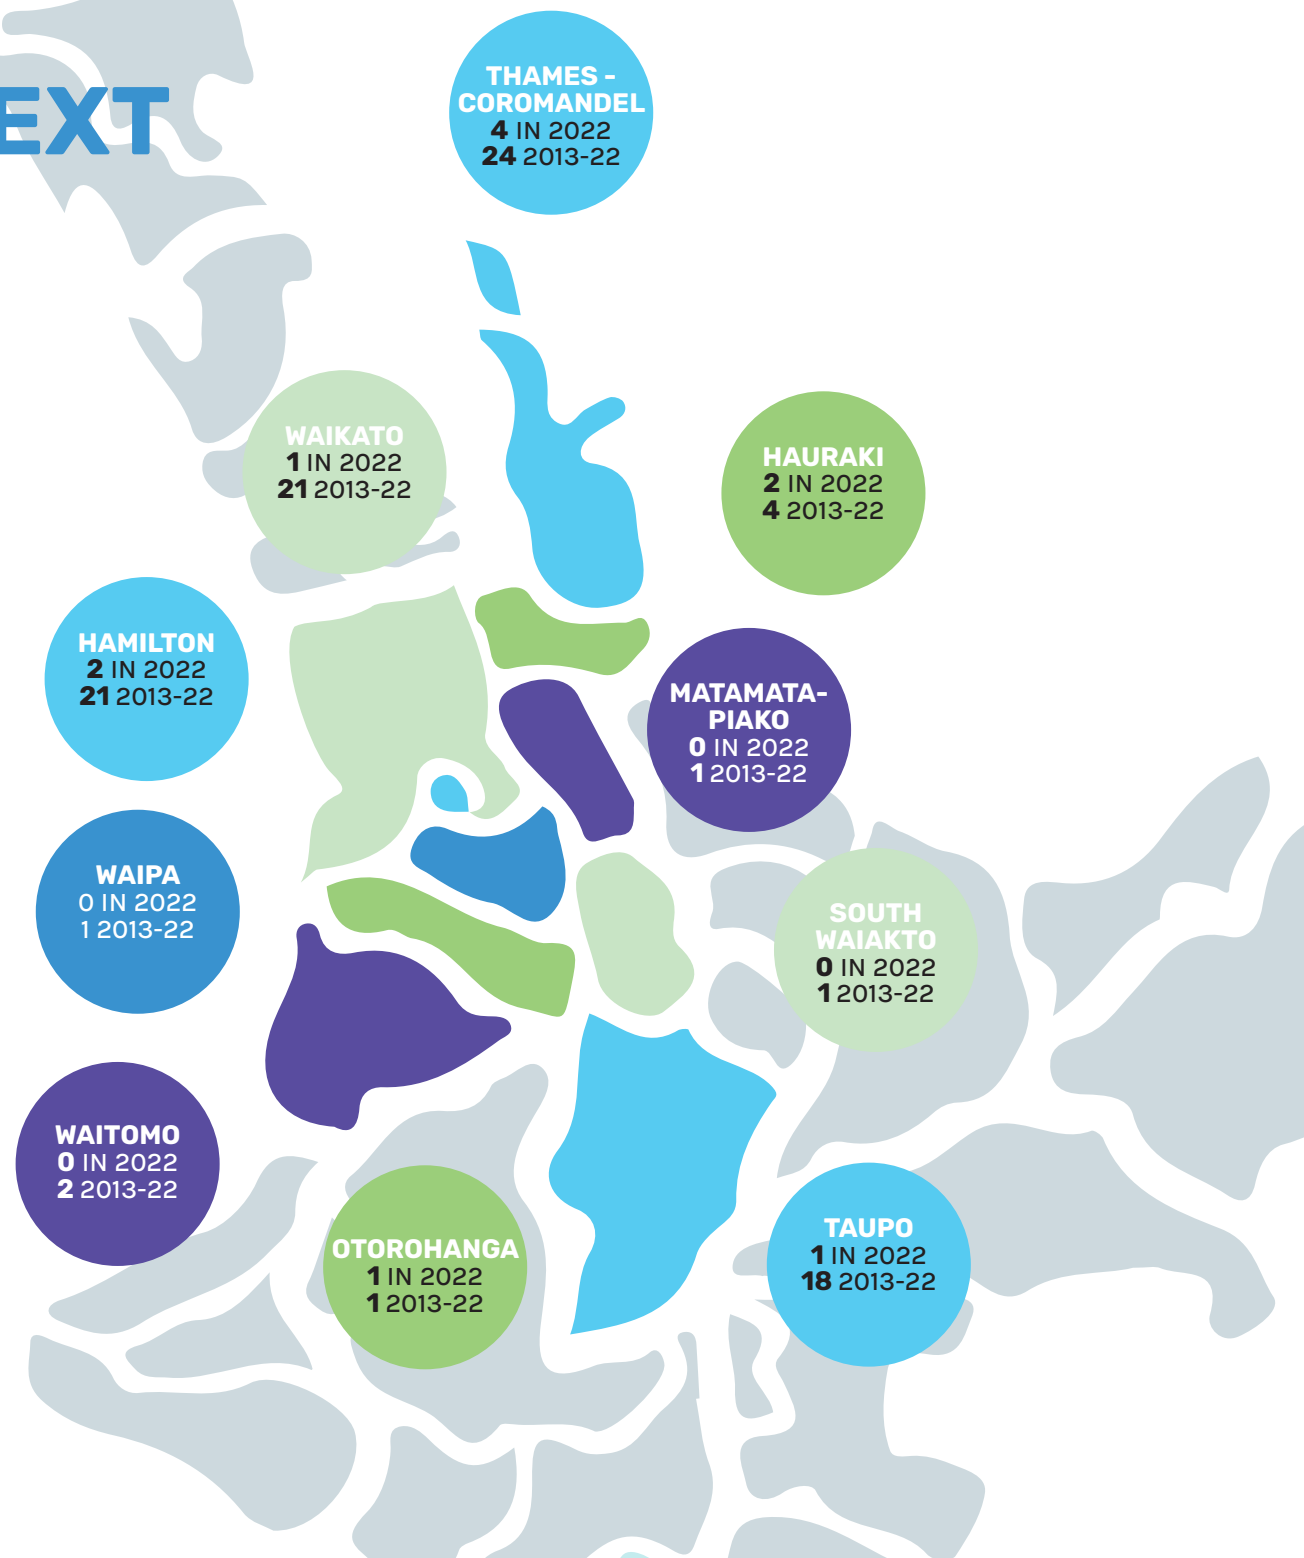 EXT
THAMES -
COROMANDEL
4 IN 2022
24 2013-22
WAIKATO
1 IN 2022
21 2013-22
HAURAKI
2 IN 2022
4 2013-22
HAMILTON
2 IN 2022
21 2013-22
MATAMATA-
PIAKO
0 IN 2022
1 2013-22
WAIPA
0 IN 2022
1 2013-22
SOUTH
WAIAKTO
0 IN 2022
1 2013-22
WAITOMO
0 IN 2022
2 2013-22
OTOROHANGA
1 IN 2022
1 2013-22
TAUPO
1 IN 2022
18 2013-22